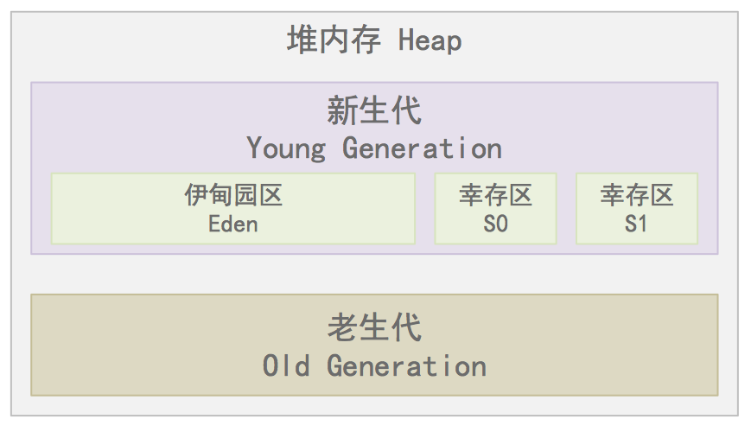 堆内存 Heap
新生代
Young Generation
伊甸园区
Eden
幸存区
S0
幸存区
S1
老生代
Old Generation